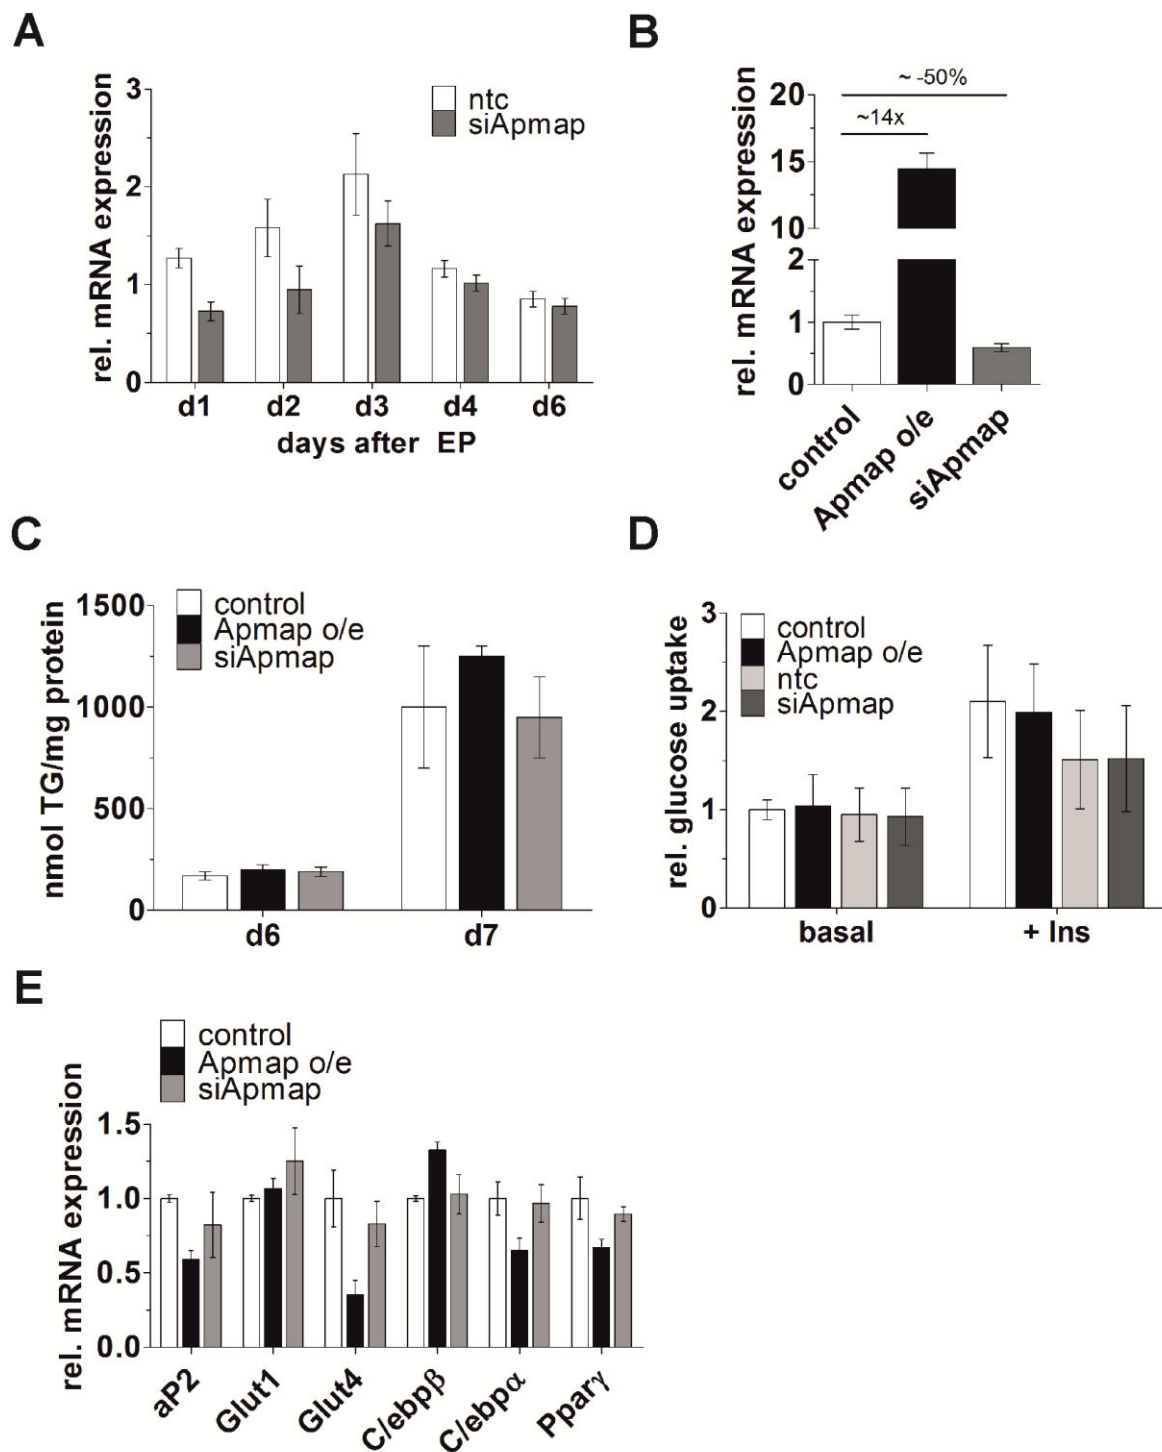 A
rel. mRNA expression
3
2
1
0
ntc
siApmap
d1 d2 d3 d4 d6
days after EP
B
rel. mRNA expression
20
15
10
2
1
0
~ -50%
~14x
control
Apmap o/e
siApmap
C
nmol TG/mg protein
1500
1000
500
0
control
Apmap o/e
siApmap
d6 d7
D
rel. glucose uptake
3
2
1
0
control
Apmap o/e
ntc
siApmap
basal + Ins
E
control
Apmap o/e
siApmap
rel. mRNA expression
1.5
1.0
0.5
0.0
aP2
Glut1
Glut4
C/ebpβ
C/ebpα
Pparγ